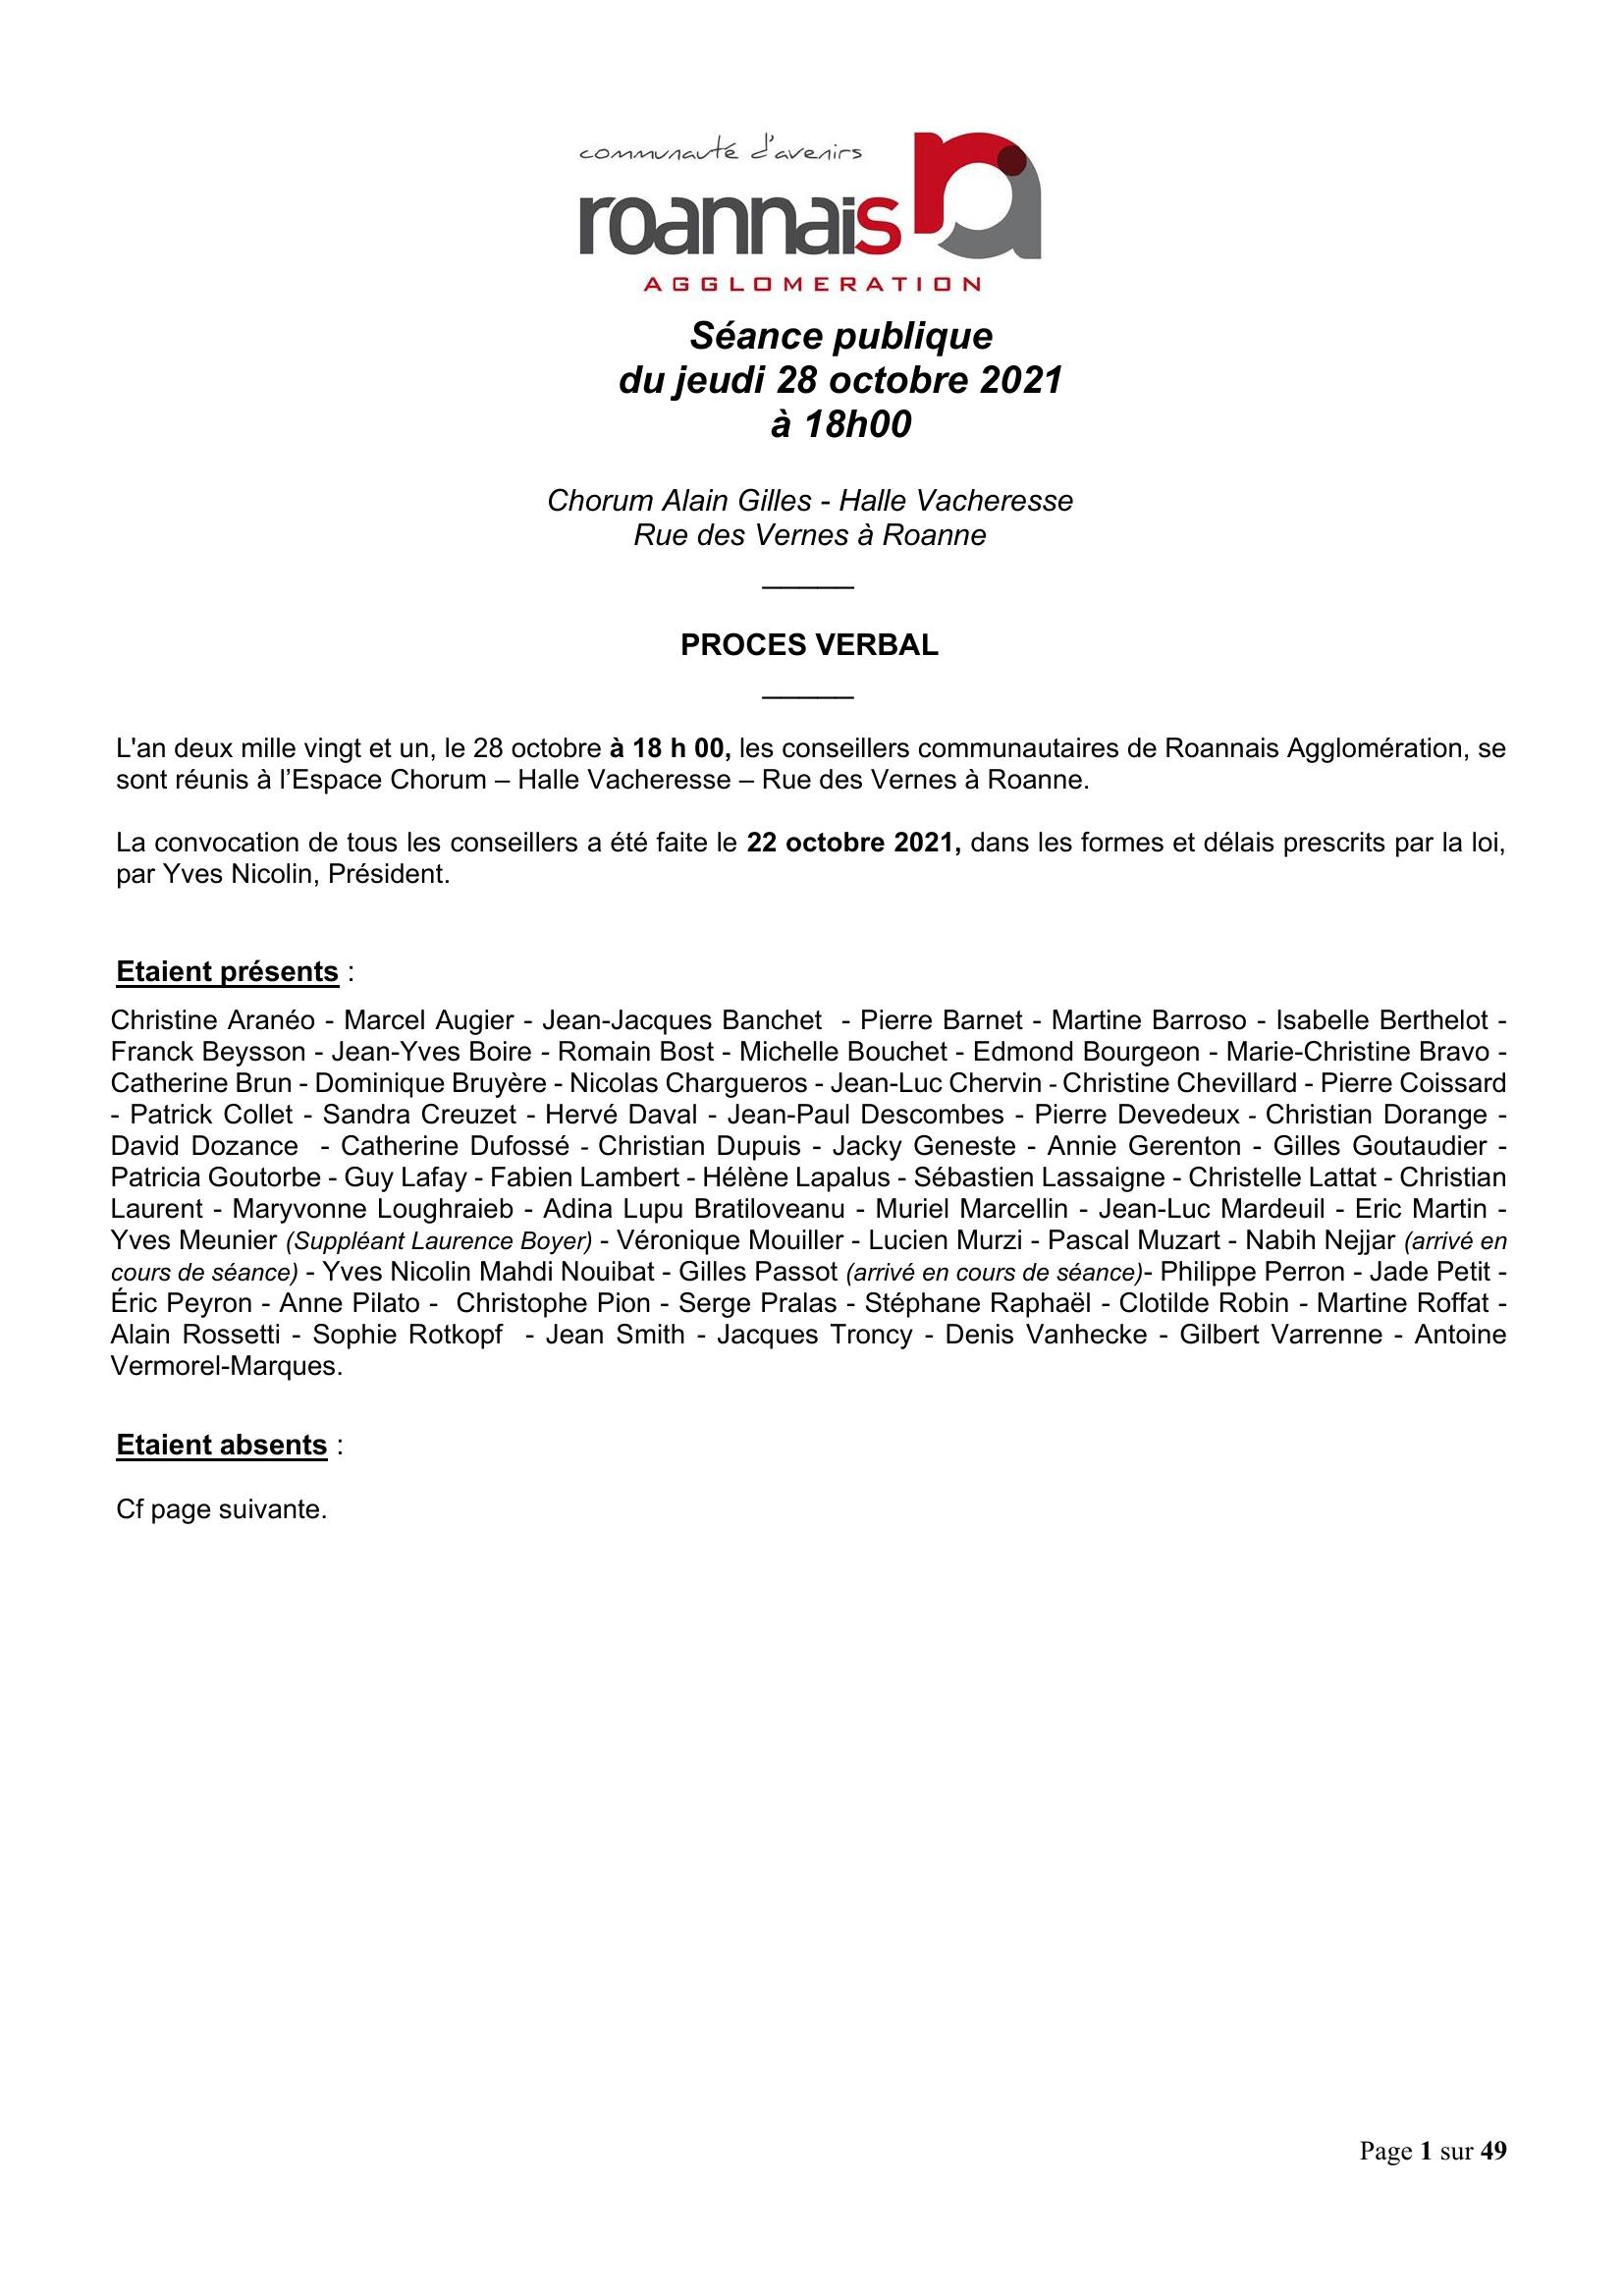 communauté d'avenirs
roannais
AGGLOMERATION
Séance publique
du jeudi 28 octobre 2021
à 18h00
Chorum Alain Gilles - Halle Vacheresse
Rue des Vernes à Roanne
_____
PROCES VERBAL
_____
L'an deux mille vingt et un, le 28 octobre à 18 h 00, les conseillers communautaires de Roannais Agglomération, se
sont réunis à l’Espace Chorum – Halle Vacheresse – Rue des Vernes à Roanne.
La convocation de tous les conseillers a été faite le 22 octobre 2021, dans les formes et délais prescrits par la loi,
par Yves Nicolin, Président.
Etaient présents :
Christine Aranéo - Marcel Augier - Jean-Jacques Banchet - Pierre Barnet - Martine Barroso - Isabelle Berthelot -
Franck Beysson - Jean-Yves Boire - Romain Bost - Michelle Bouchet - Edmond Bourgeon - Marie-Christine Bravo -
Catherine Brun - Dominique Bruyère - Nicolas Chargueros - Jean-Luc Chervin - Christine Chevillard - Pierre Coissard
- Patrick Collet - Sandra Creuzet - Hervé Daval - Jean-Paul Descombes - Pierre Devedeux - Christian Dorange -
David Dozance - Catherine Dufossé - Christian Dupuis - Jacky Geneste - Annie Gerenton - Gilles Goutaudier -
Patricia Goutorbe - Guy Lafay - Fabien Lambert - Hélène Lapalus - Sébastien Lassaigne - Christelle Lattat - Christian
Laurent - Maryvonne Loughraieb - Adina Lupu Bratiloveanu - Muriel Marcellin - Jean-Luc Mardeuil - Eric Martin -
Yves Meunier (Suppléant Laurence Boyer) - Véronique Mouiller - Lucien Murzi - Pascal Muzart - Nabih Nejjar (arrivé en
cours de séance) - Yves Nicolin Mahdi Nouibat - Gilles Passot (arrivé en cours de séance)- Philippe Perron - Jade Petit -
Éric Peyron - Anne Pilato - Christophe Pion - Serge Pralas - Stéphane Raphaël - Clotilde Robin - Martine Roffat -
Alain Rossetti - Sophie Rotkopf - Jean Smith - Jacques Troncy - Denis Vanhecke - Gilbert Varrenne - Antoine
Vermorel-Marques.
Etaient absents :
Cf page suivante.
Page 1 sur 49